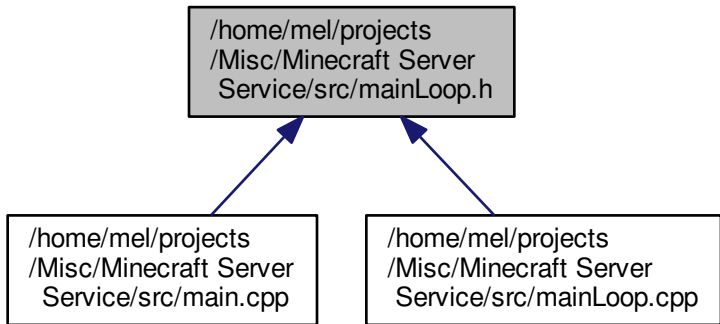 /home/mel/projects
/Misc/Minecraft Server
Service/src/mainLoop.h
/home/mel/projects
/Misc/Minecraft Server
Service/src/main.cpp
/home/mel/projects
/Misc/Minecraft Server
Service/src/mainLoop.cpp